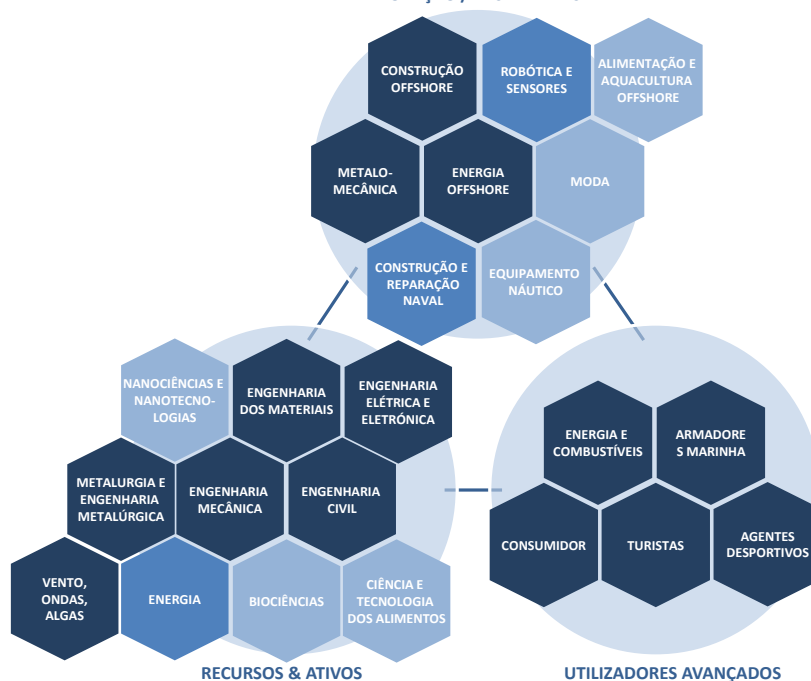 CONSTRUÇÃO
OFFSHORE
ROBÓTICA E
SENSORES
ALIMENTAÇÃO E
AQUACULTURA
OFFSHORE
METALO-
MECÂNICA
ENERGIA
OFFSHORE
MODA
CONSTRUÇÃO E
REPARAÇÃO
NAVAL
EQUIPAMENTO
NÁUTICO
NANOCIÊNCIAS E
NANOTECNO-
LOGIAS
ENGENHARIA
DOS MATERIAIS
ENGENHARIA
ELÉTRICA E
ELETRÓNICA
METALURGIA E
ENGENHARIA
METALÚRGICA
ENGENHARIA
MECÂNICA
ENGENHARIA
CIVIL
VENTO,
ONDAS,
ALGAS
ENERGIA
BIOCIÊNCIAS
CIÊNCIA E
TECNOLOGIA
DOS ALIMENTOS
RECURSOS & ATIVOS
ENERGIA E
COMBUSTÍVEIS
ARMADORE
S MARINHA
CONSUMIDOR
TURISTAS
AGENTES
DESPORTIVOS
UTILIZADORES AVANÇADOS